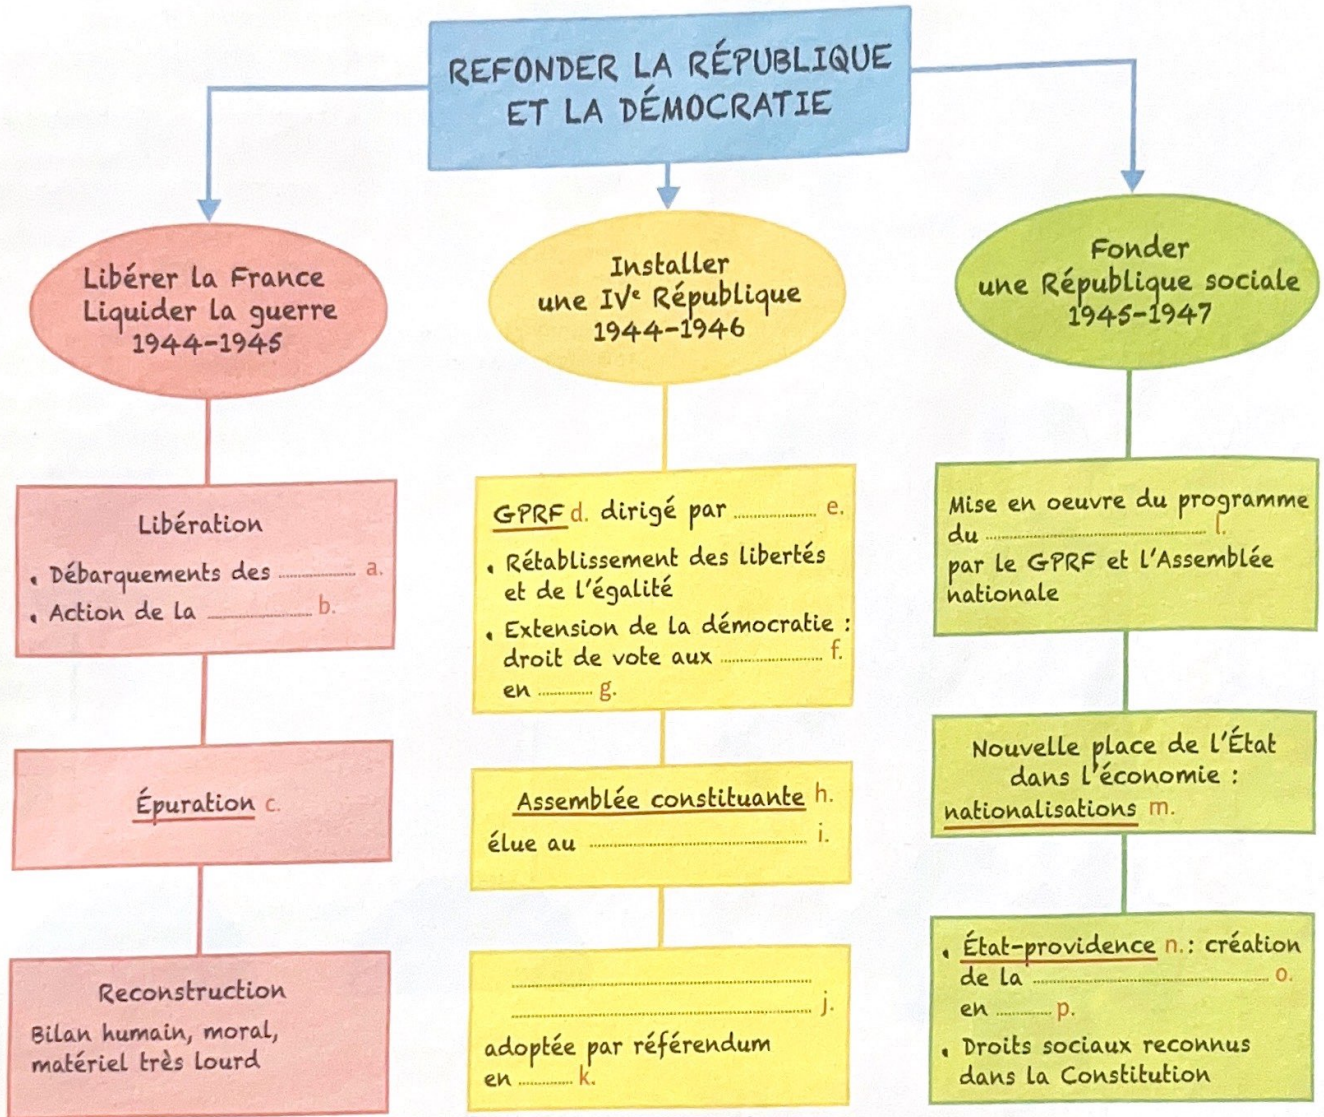 REFONDER LA RÉPUBLIQUE
ET LA DÉMOCRATIE
Libérer la France
Liquider la guerre
1944-1945
Libération
• Débarquements des ............... a.
• Action de la .................... b.
Épuration c.
Reconstruction
Bilan humain, moral,
matériel très lourd
Installer
une IVe République
1944-1946
GPRF d. dirigé par ............... e.
• Rétablissement des libertés
et de l'égalité
• Extension de la démocratie :
droit de vote aux .................... f.
en ........... g.
Assemblée constituante h.
élue au ........................................ i.
............................................................
............................................................ j.
adoptée par référendum
en ........... k.
Fonder
une République sociale
1945-1947
Mise en oeuvre du programme
du ........................................ l.
par le GPRF et l'Assemblée
nationale
Nouvelle place de l'État
dans l'économie :
nationalisations m.
• État-providence n. : création
de la ............................................. o.
en ........... p.
• Droits sociaux reconnus
dans la Constitution